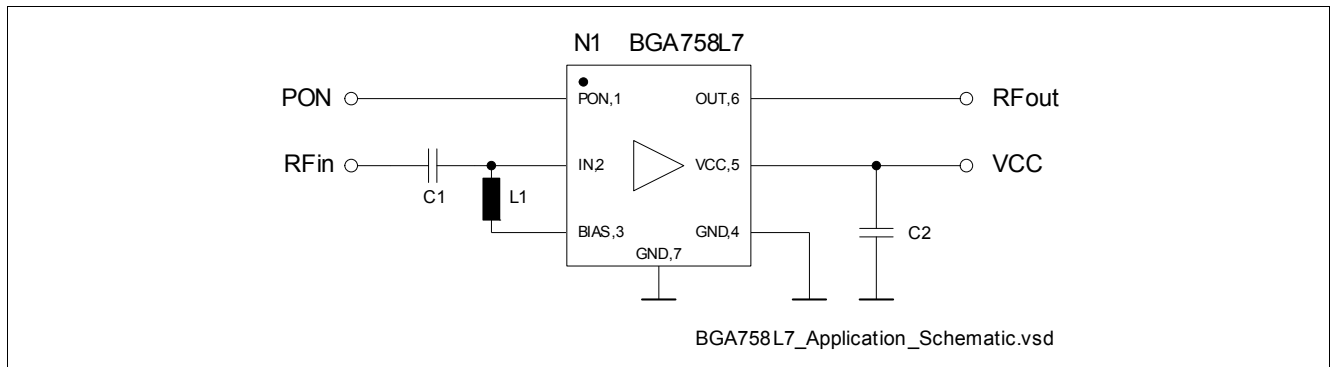 N1 BGA758L7
PON
PON,1
OUT,6
RFout
RFin
C1
L1
IN,2
VCC,5
VCC
BIAS,3
GND,4
C2
GND,7
BGA758L7_Application_Schematic.vsd